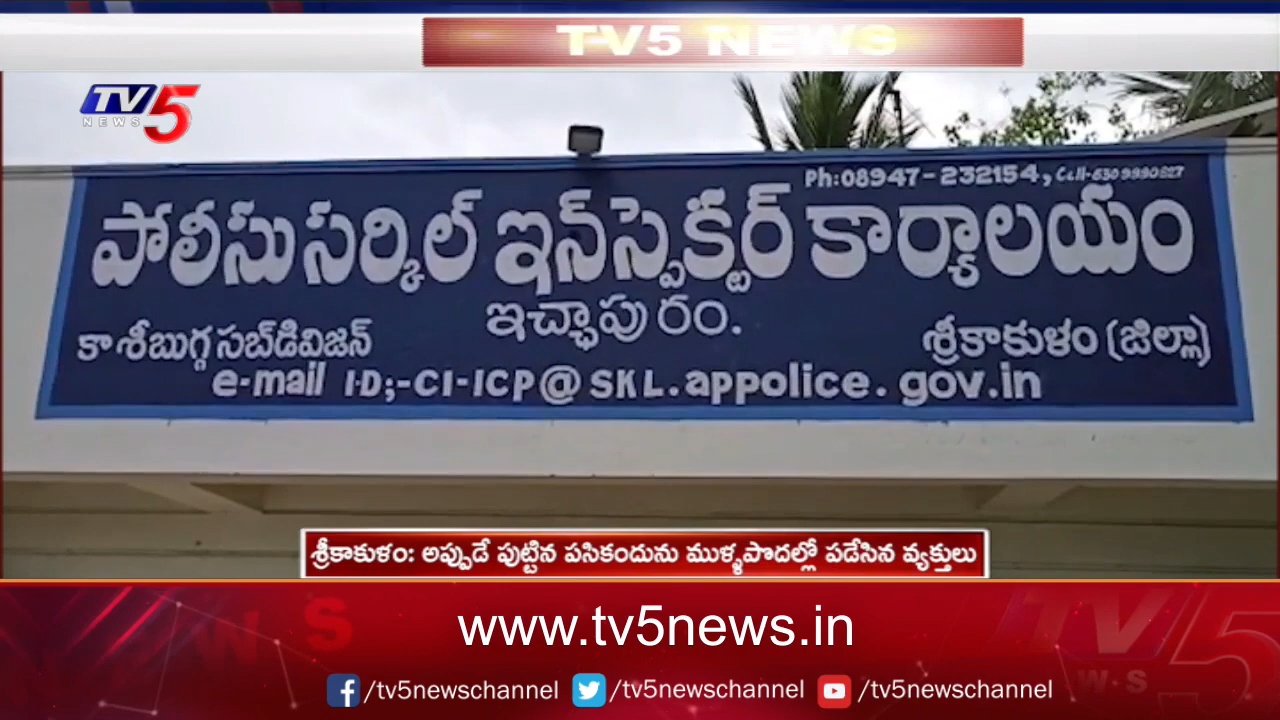 TV5 NEWS
TV5
NEWS
Ph:08947-232154, Cell-6309990827
పోలీసు సర్కిల్ ఇన్‌స్పెక్టర్ కార్యాలయం
ఇచ్ఛాపురం.
కాశీబుగ్గ సబ్‌డివిజన్ శ్రీకాకుళం (జిల్లా)
e-mail I.D;-CI-ICP@SKL.appolice.gov.in
శ్రీకాకుళం: అప్పుడే పుట్టిన పసికందును ముళ్ళపొదల్లో పడేసిన వ్యక్తులు
www.tv5news.in
/tv5newschannel /tv5newschannel /tv5newschannel